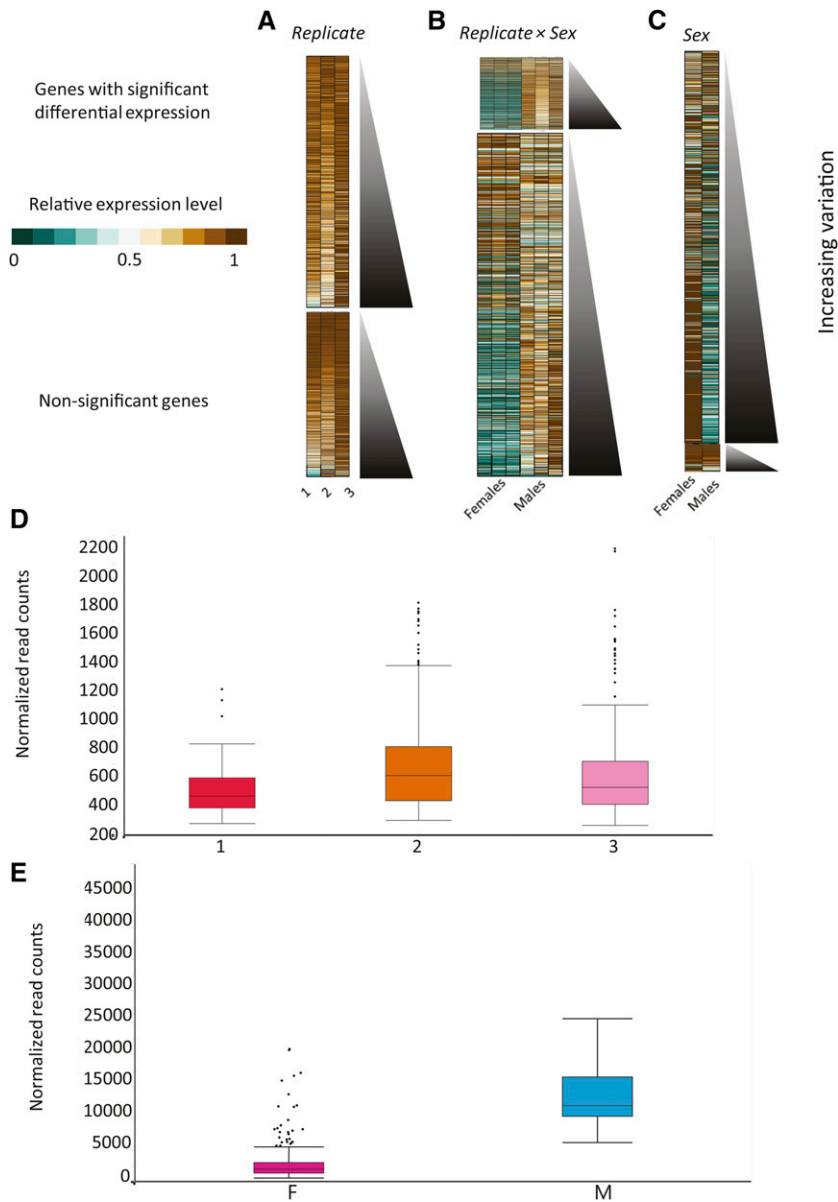 A
Replicate
B
Replicate × Sex
C
Sex
Genes with significant
differential expression
Relative expression level
0
0.5
1
Non-significant genes
Increasing variation
1
2
3
Females
Males
Females
Males
D
Normalized read counts
2200
2000
1800
1600
1400
1200
1000
800
600
400
200
1
2
3
E
Normalized read counts
45000
40000
35000
30000
25000
20000
15000
10000
5000
0
F
M